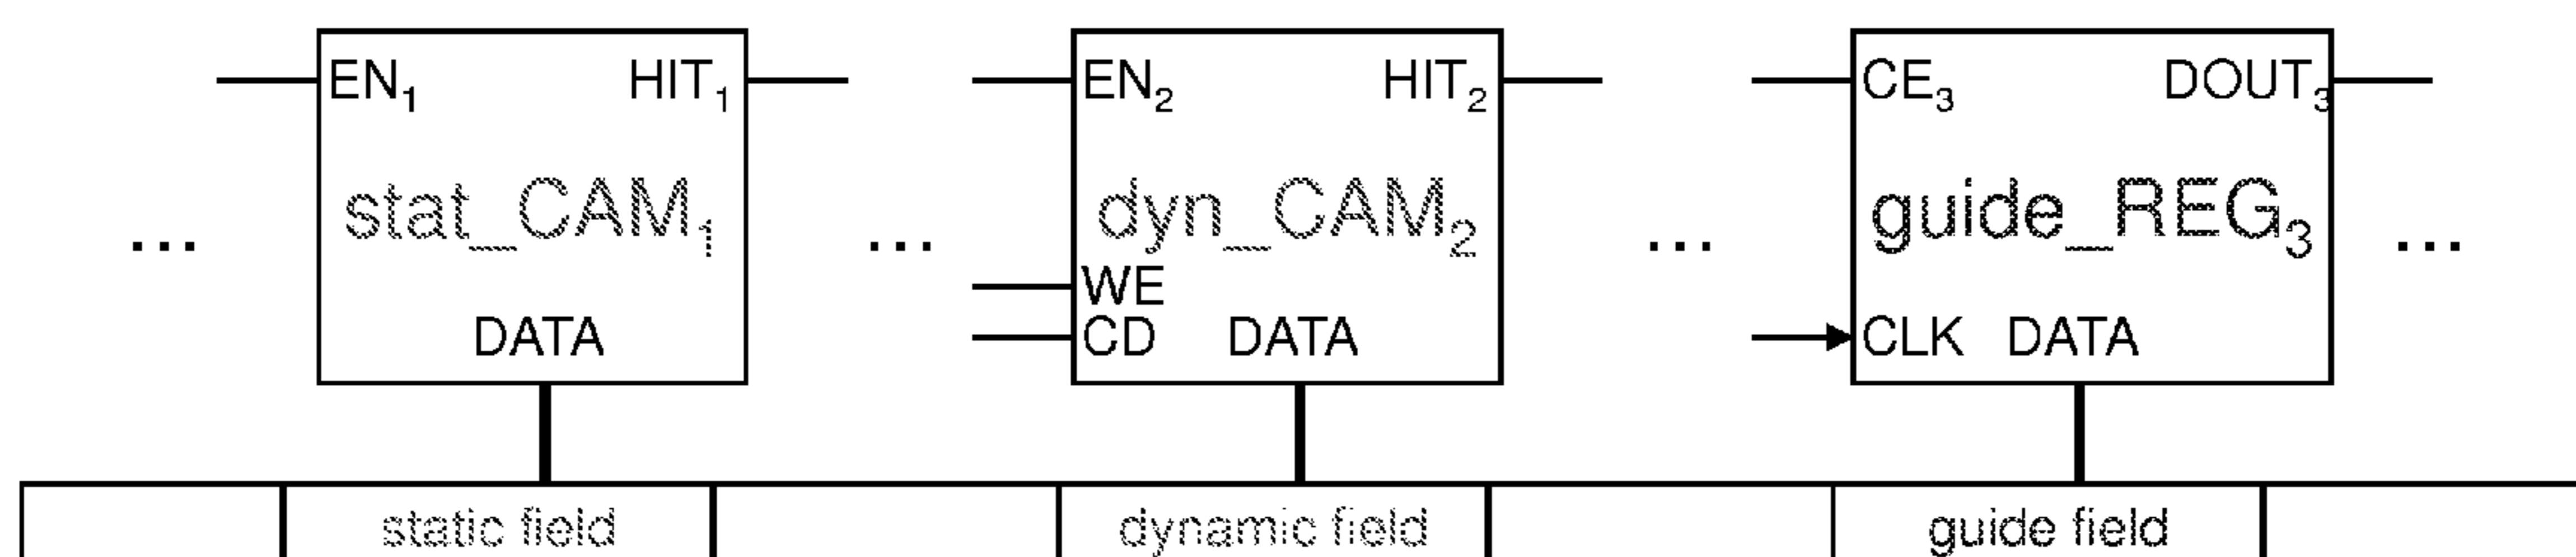 EN₁ HIT₁ EN₂ HIT₂ CE₃ DOUT₃
... stat_CAM₁ ... dyn_CAM₂ ... guide_REG₃ ...
WE
DATA CD DATA CLK DATA
static field dynamic field guide field